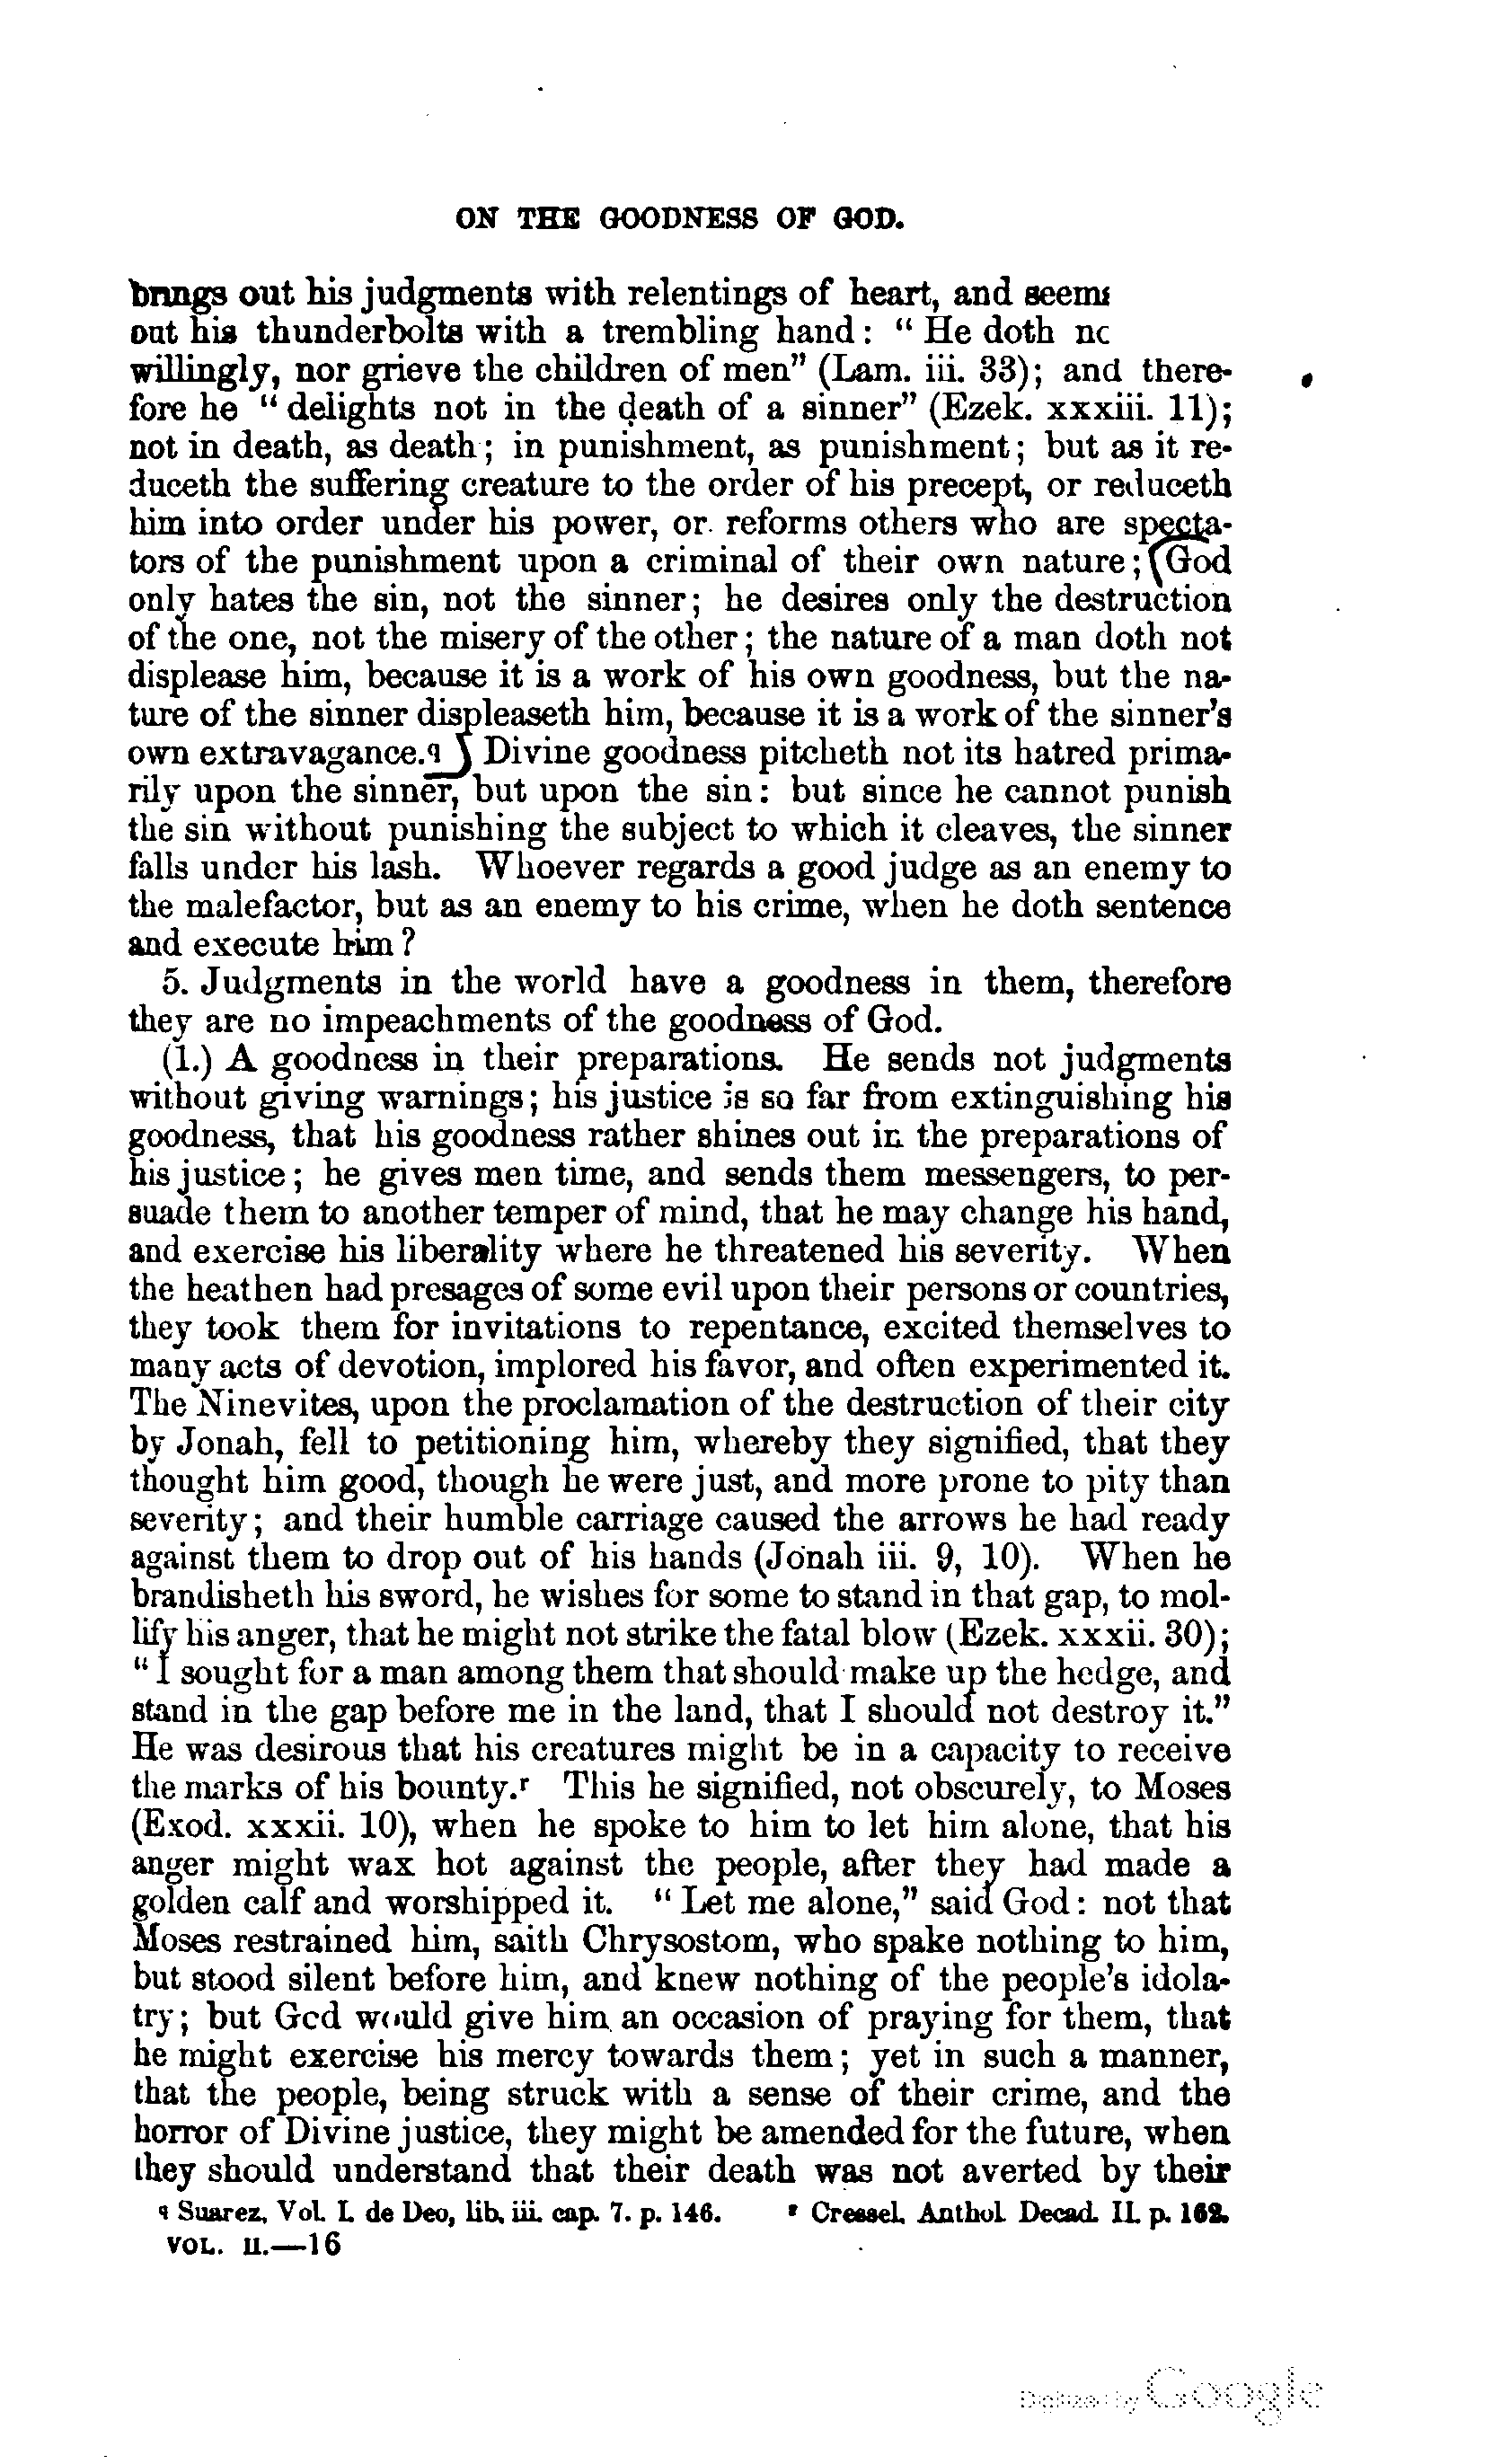 ON THE GOODNESS OF GOD.
brings out his judgments with relentings of heart, and seems
out his thunderbolts with a trembling hand: "He doth
willingly, nor grieve the children of men" (Lam. iii. 33); and there-
fore he "delights not in the death of a sinner" (Ezek. xxxiii. 11);
not in death, as death; in punishment, as punishment; but as it re-
duceth the suffering creature to the order of his precept, or reduceth
him into order under his power, or reforms others who are specta-
tors of the punishment upon a criminal of their own nature; God
only hates the sin, not the sinner; he desires only the destruction
of the one, not the misery of the other; the nature of a man doth not
displease him, because it is a work of his own goodness, but the na-
ture of the sinner displeaseth him, because it is a work of the sinner's
own extravagance.q Divine goodness pitcheth not its hatred prima-
rily upon the sinner, but upon the sin: but since he cannot punish
the sin without punishing the subject to which it cleaves, the sinner
falls under his lash. Whoever regards a good judge as an enemy to
the malefactor, but as an enemy to his crime, when he doth sentence
and execute him?
5. Judgments in the world have a goodness in them, therefore
they are no impeachments of the goodness of God.
(1.) A goodness in their preparations. He sends not judgments
without giving warnings; his justice is so far from extinguishing his
goodness, that his goodness rather shines out in the preparations of
his justice; he gives men time, and sends them messengers, to per-
suade them to another temper of mind, that he may change his hand,
and exercise his liberality where he threatened his severity. When
the heathen had presages of some evil upon their persons or countries,
they took them for invitations to repentance, excited themselves to
many acts of devotion, implored his favor, and often experimented it.
The Ninevites, upon the proclamation of the destruction of their city
by Jonah, fell to petitioning him, whereby they signified, that they
thought him good, though he were just, and more prone to pity than
severity; and their humble carriage caused the arrows he had ready
against them to drop out of his hands (Jonah iii. 9, 10). When he
brandisheth his sword, he wishes for some to stand in that gap, to mol-
lify his anger, that he might not strike the fatal blow (Ezek. xxxii. 30);
"I sought for a man among them that should make up the hedge, and
stand in the gap before me in the land, that I should not destroy it."
He was desirous that his creatures might be in a capacity to receive
the marks of his bounty.r This he signified, not obscurely, to Moses
(Exod. xxxii. 10), when he spoke to him to let him alone, that his
anger might wax hot against the people, after they had made a
golden calf and worshipped it. "Let me alone," said God: not that
Moses restrained him, saith Chrysostom, who spake nothing to him,
but stood silent before him, and knew nothing of the people's idola-
try; but God would give him an occasion of praying for them, that
he might exercise his mercy towards them; yet in such a manner,
that the people, being struck with a sense of their crime, and the
horror of Divine justice, they might be amended for the future, when
they should understand that their death was not averted by their
q Suarez, Vol. I. de Deo, lib. iii. cap. 7. p. 146. r Cressel. Anthol. Decad. II. p. 162.
VOL. II.—16
Digitized by Google